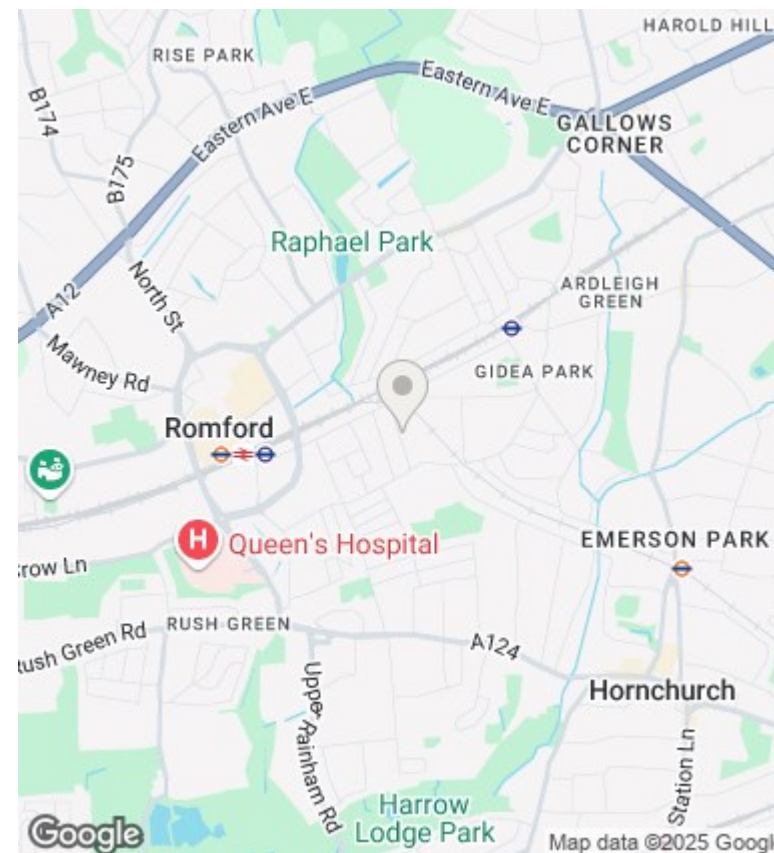 HAROLD HILL
RISE PARK
B174
Eastern Ave E
Eastern Ave E
GALLOWS
CORNER
B175
Raphael Park
A12
North St
ARDLEIGH
GREEN
Mawney Rd
GIDEA PARK
Romford
H
Queen's Hospital
EMERSON PARK
row Ln
RUSH GREEN
ush Green Rd
A124
Upper
ainham Rd
Hornchurch
Station Ln
Harrow
Lodge Park
Google
Map data ©2025 Googl